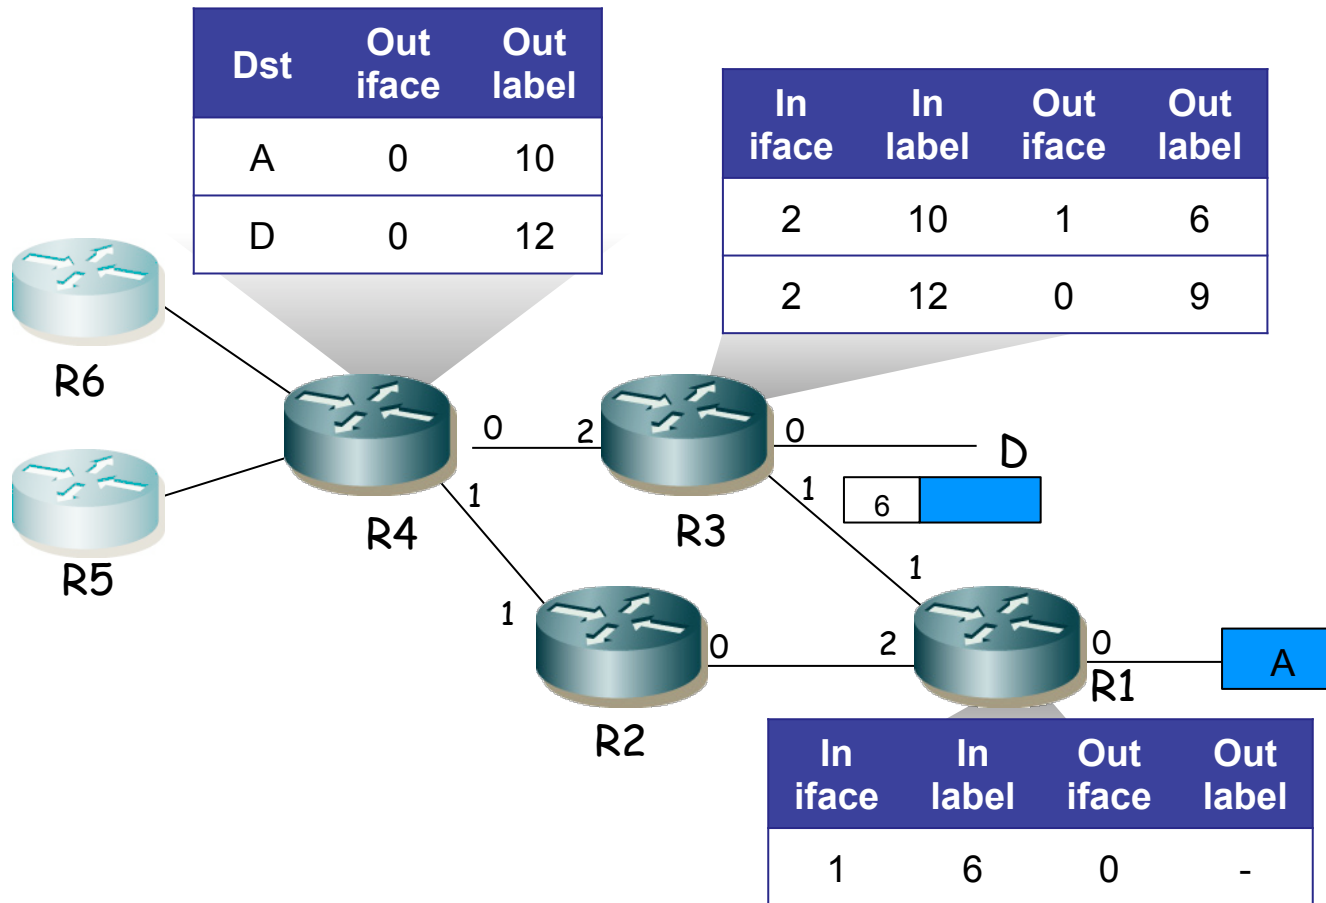 Dst Out iface Out label
A 0 10
D 0 12
In iface In label Out iface Out label
2 10 1 6
2 12 0 9
R6
R5
R4
0
1
2
R3
0
1
D
6
1
1
R2
0
2
0
R1
A
In iface In label Out iface Out label
1 6 0 -